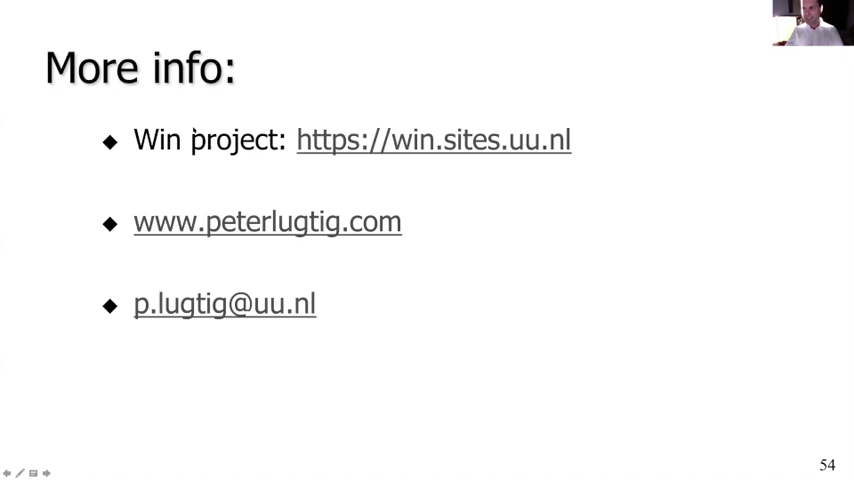 More info:
Win project: https://win.sites.uu.nl
www.peterlugtig.com
p.lugtig@uu.nl
54